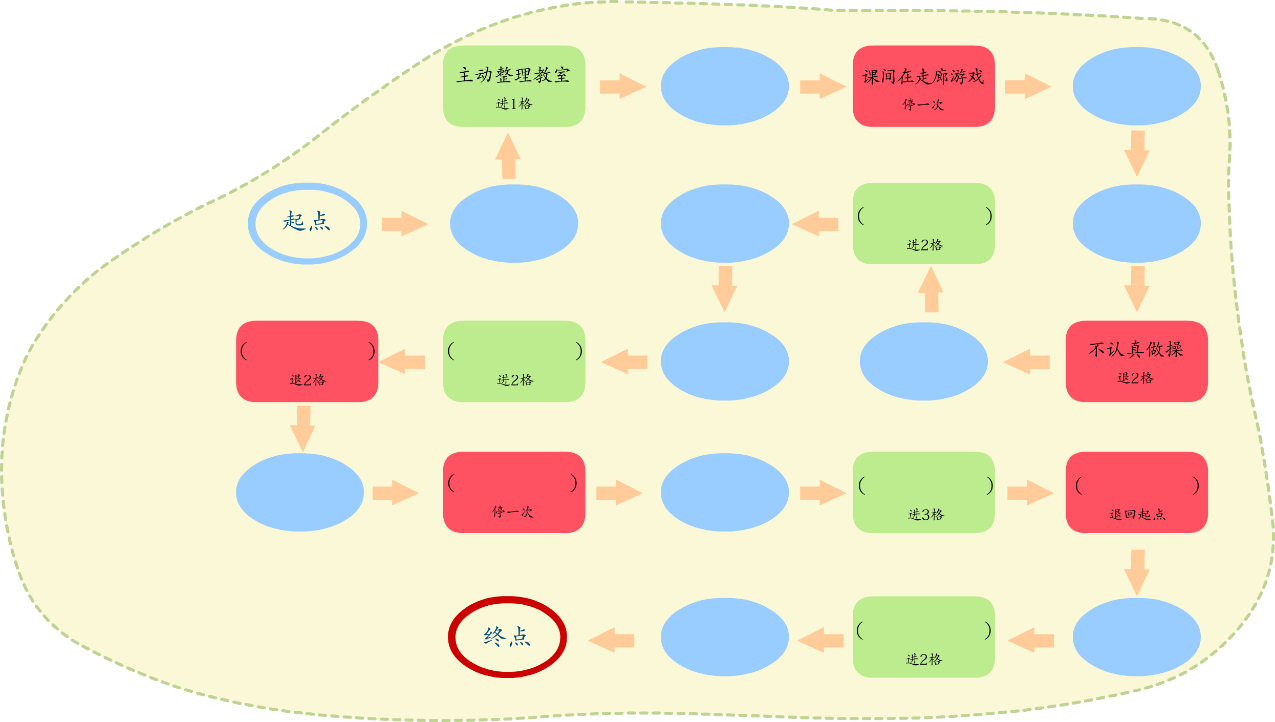 主动整理教室
进1格
课间在走廊游戏
停一次
起点
( )
进2格
( )
退2格
( )
进2格
不认真做操
退2格
( )
停一次
( )
进3格
( )
退回起点
终点
( )
进2格